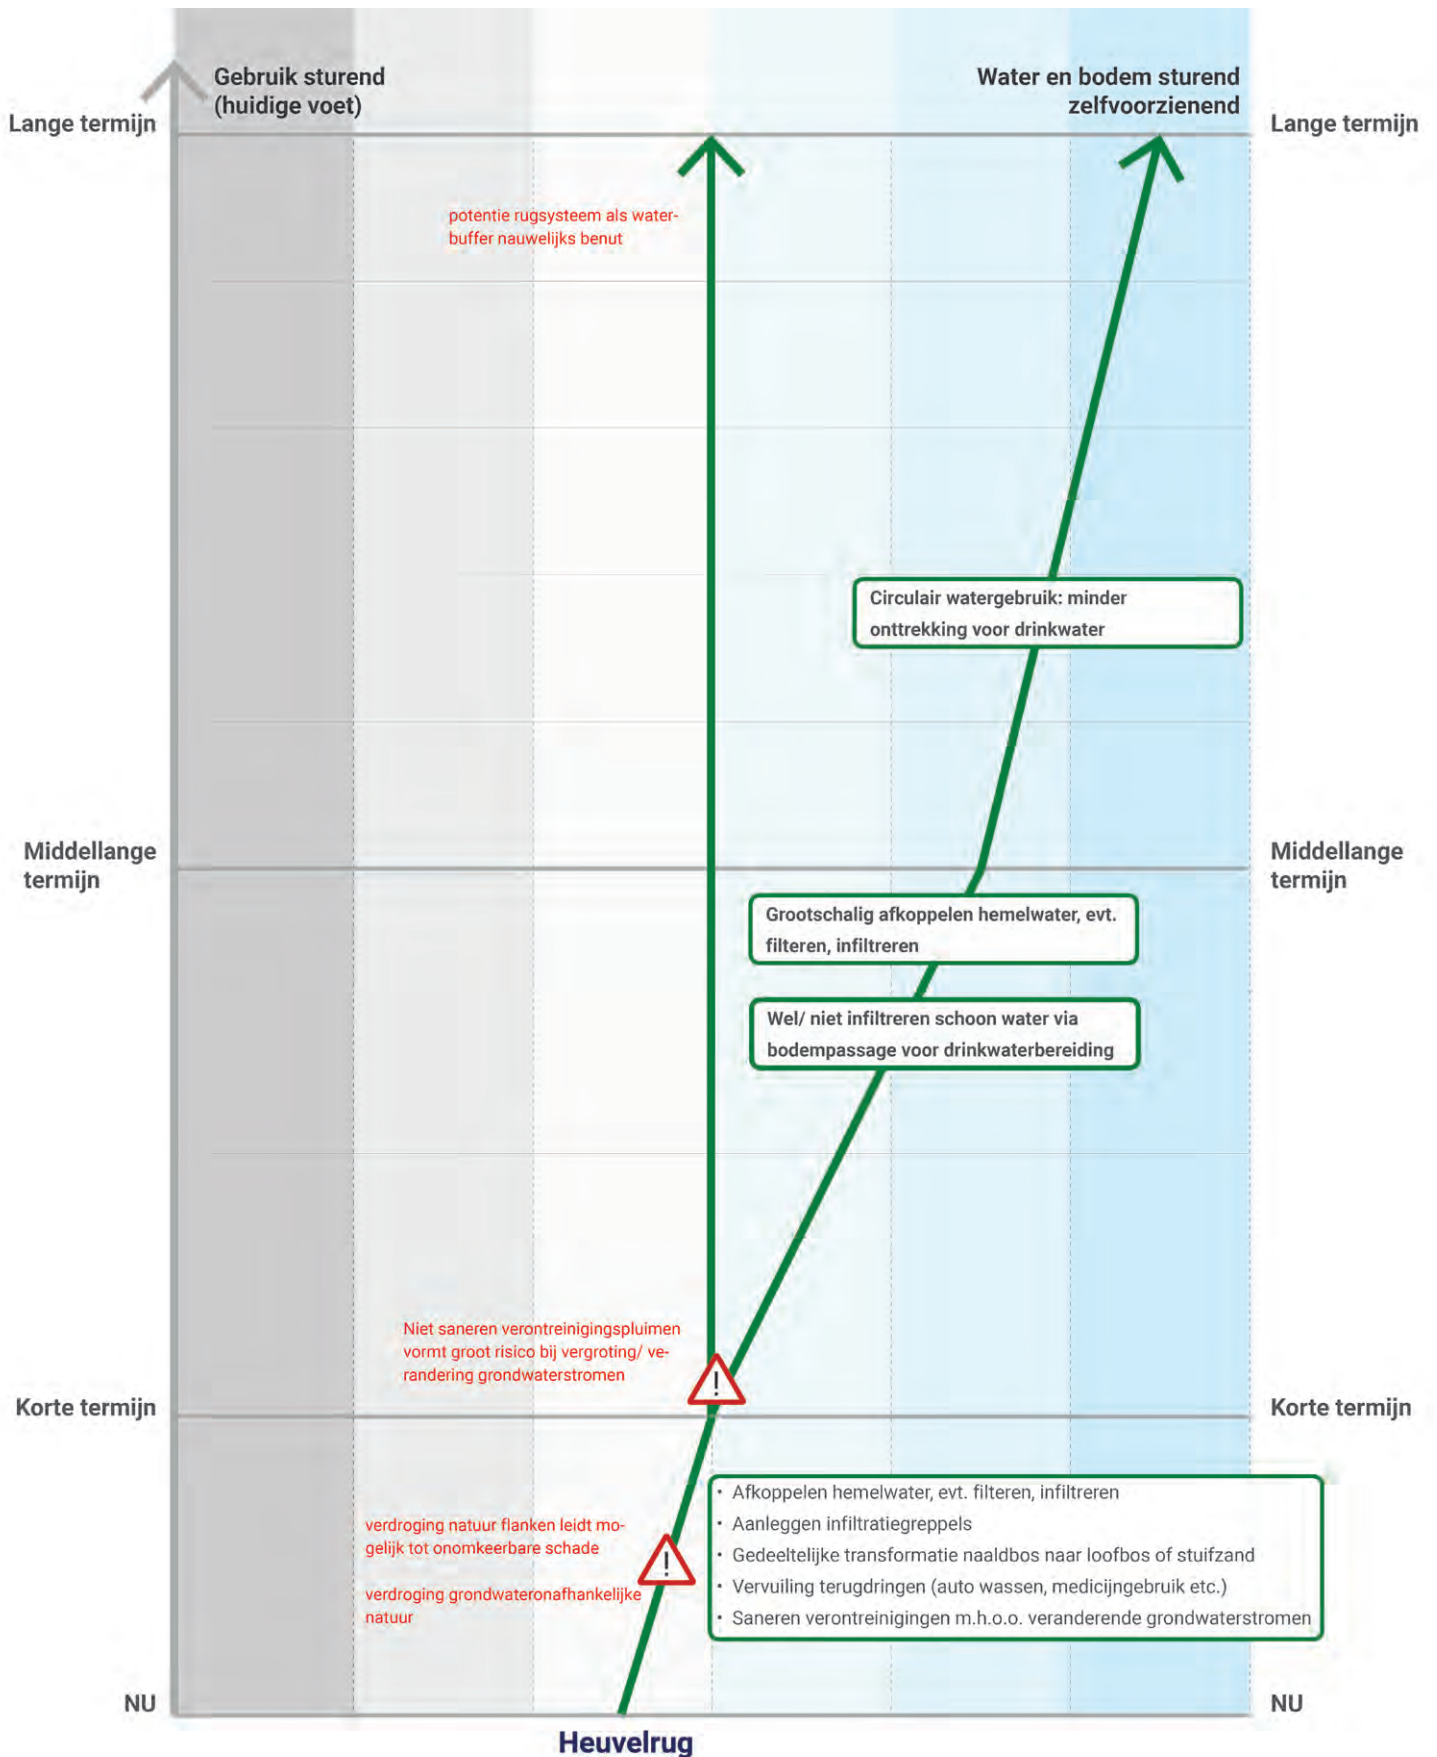 Gebruik sturend
(huidige voet)
Water en bodem sturend
zelfvoorzienend
Lange termijn
Lange termijn
potentie rugsysteem als water-
buffer nauwelijks benut
Circulair watergebruik: minder
onttrekking voor drinkwater
Middellange
termijn
Middellange
termijn
Grootschalig afkoppelen hemelwater, evt.
filteren, infiltreren
Wel/ niet infiltreren schoon water via
bodempassage voor drinkwaterbereiding
Niet saneren verontreinigingspluimen
vormt groot risico bij vergroting/ ve-
randering grondwaterstromen
!
Korte termijn
Korte termijn
• Afkoppelen hemelwater, evt. filteren, infiltreren
• Aanleggen infiltratiegreppels
• Gedeeltelijke transformatie naaldbos naar loofbos of stuifzand
• Vervuiling terugdringen (auto wassen, medicijngebruik etc.)
• Saneren verontreinigingen m.h.o.o. veranderende grondwaterstromen
verdroging natuur flanken leidt mo-
gelijk tot onomkeerbare schade
!
verdroging grondwateronafhankelijke
natuur
NU
NU
Heuvelrug